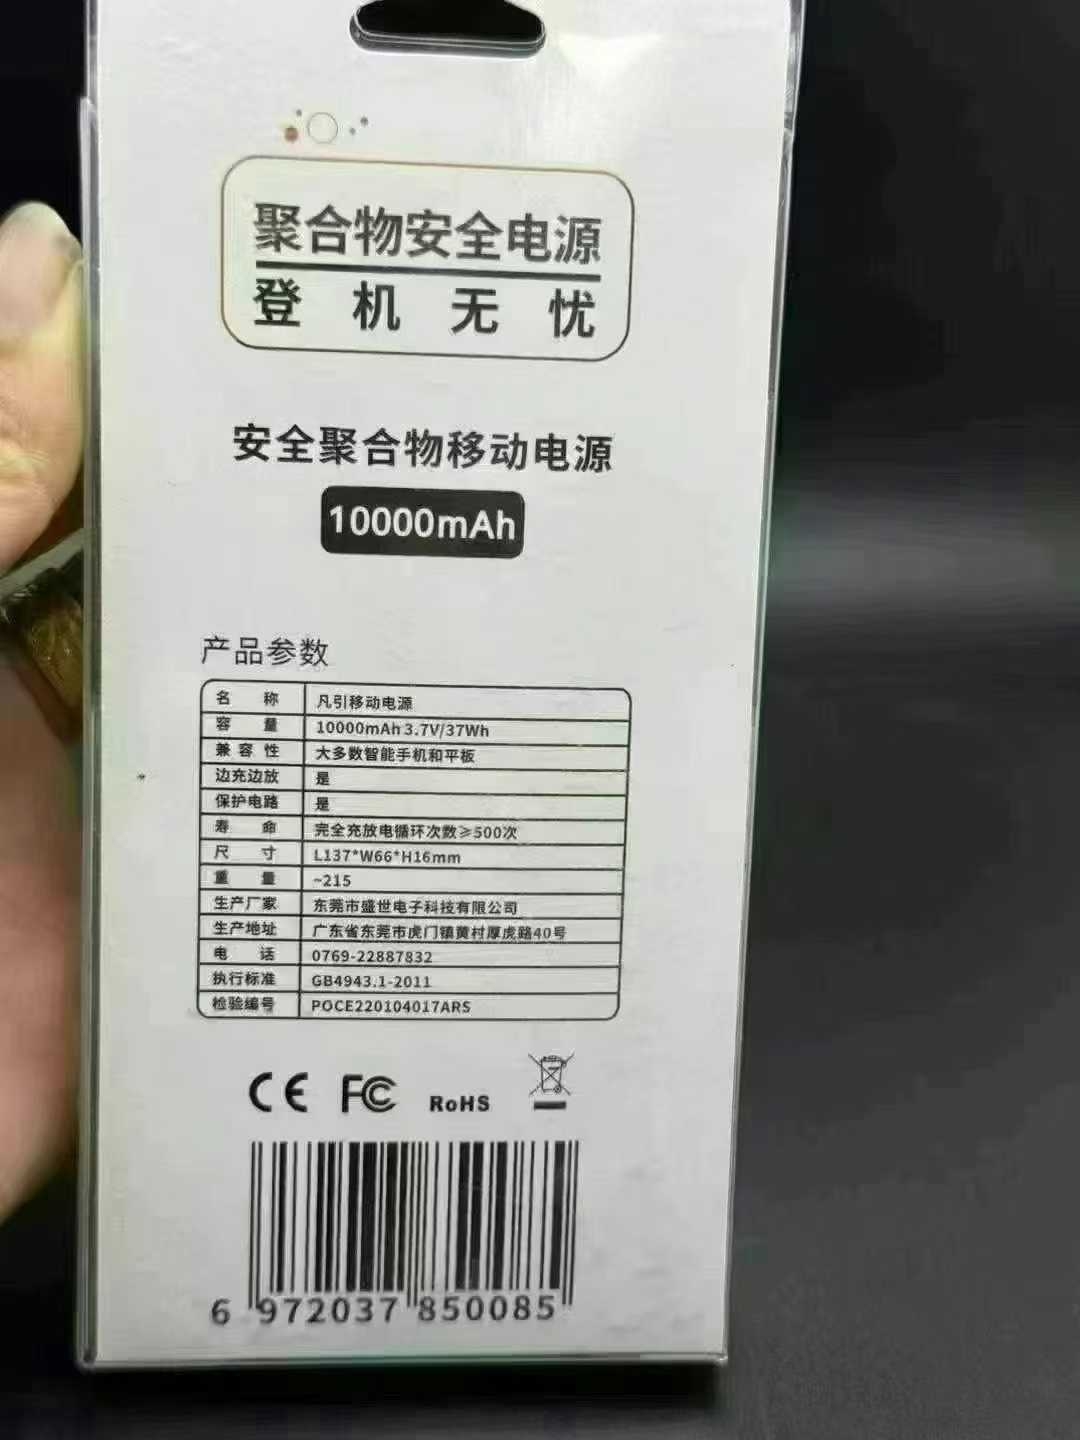 聚合物安全电源
登机无忧
安全聚合物移动电源
10000mAh
产品参数
名称 凡引移动电源
容量 10000mAh 3.7V/37Wh
兼容性 大多数智能手机和平板
边充边放 是
保护电路 是
寿命 完全充放电循环次数≥500次
尺寸 L137*W66*H16mm
重量 ~215
生产厂家 东莞市盛世电子科技有限公司
生产地址 广东省东莞市虎门镇黄村厚虎路40号
电话 0769-22887832
执行标准 GB4943.1-2011
检验编号 POCE220104017ARS
CE FC RoHS
6 972037 850085